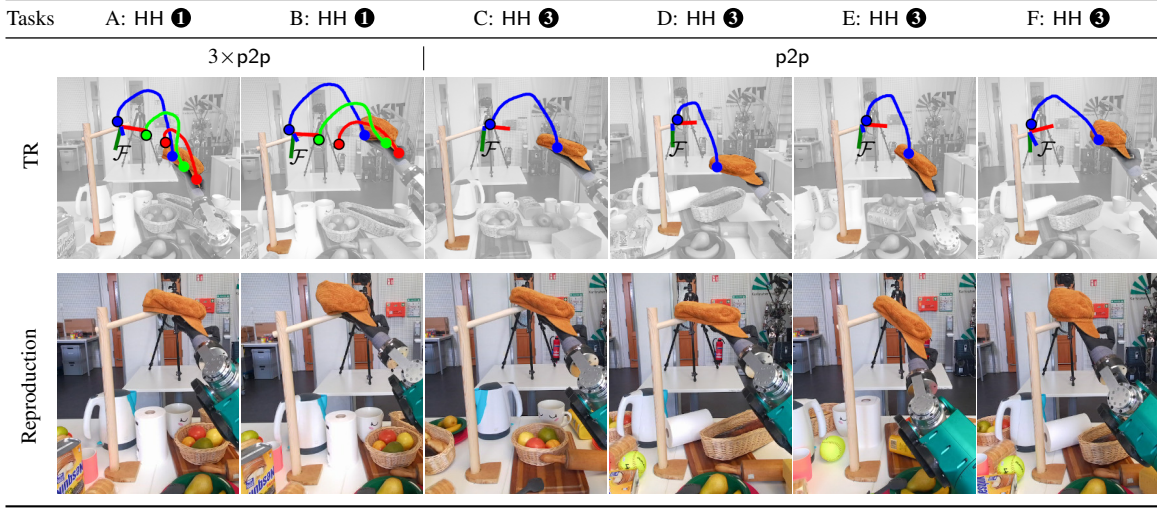 Tasks A: HH ❶ B: HH ❶ C: HH ❸ D: HH ❸ E: HH ❸ F: HH ❸
3×p2p p2p
TR
ℱ ℱ ℱ ℱ ℱ ℱ
Reproduction